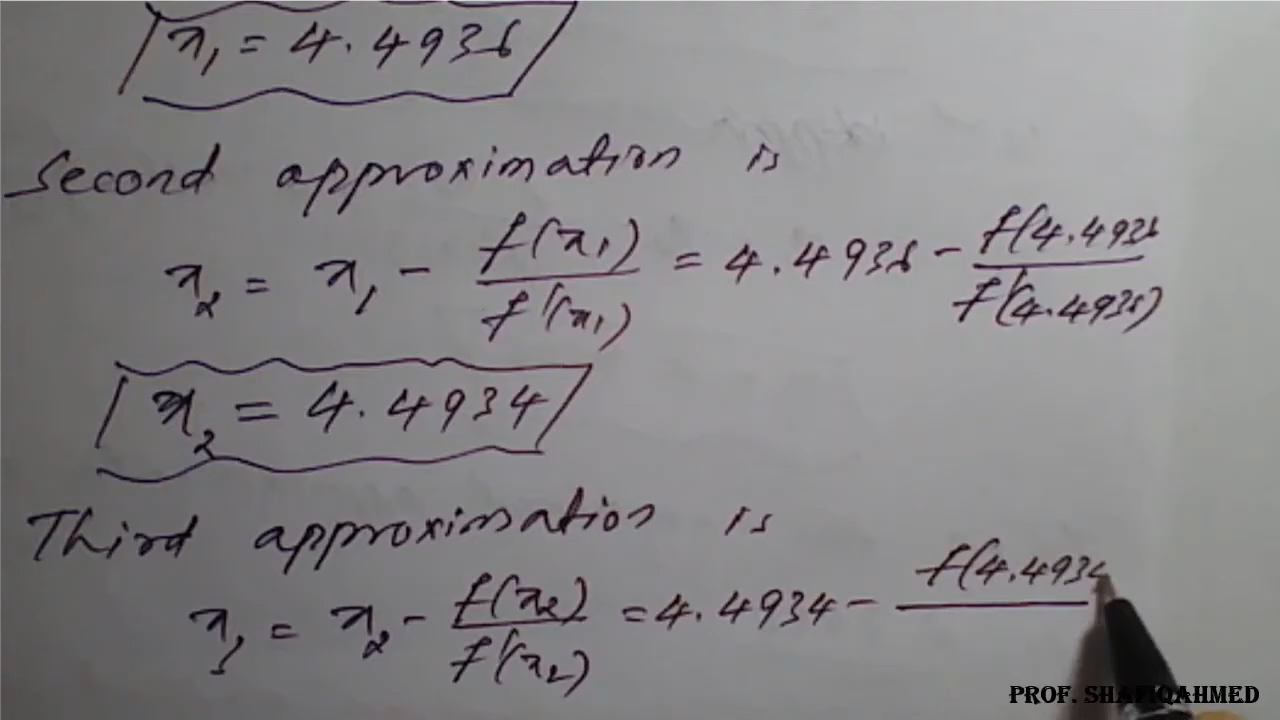 x₁ = 4.4936
Second approximation is
x₂ = x₁ - f(x₁)/f'(x₁) = 4.4936 - f(4.4936/f'(4.4936)
x₂ = 4.4934
Third approximation is
x₃ = x₂ - f(x₂)/f'(x₂) = 4.4934 - f(4.4934
PROF. SHAFIQAHMED